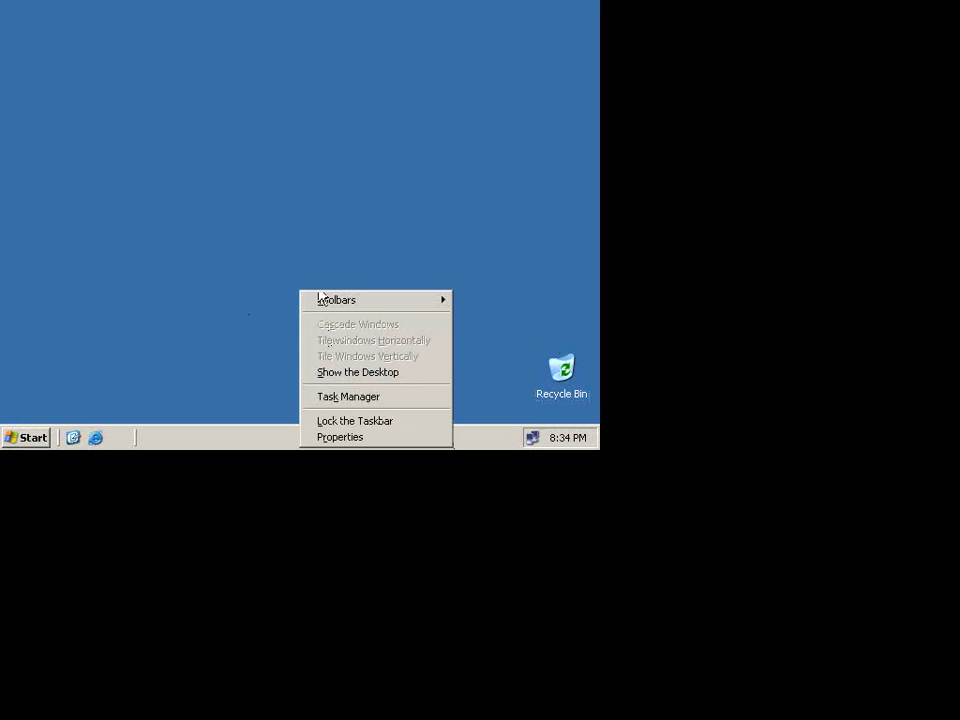 Toolbars
Cascade Windows
Tile Windows Horizontally
Tile Windows Vertically
Show the Desktop
Task Manager
Lock the Taskbar
Properties
Recycle Bin
Start
8:34 PM